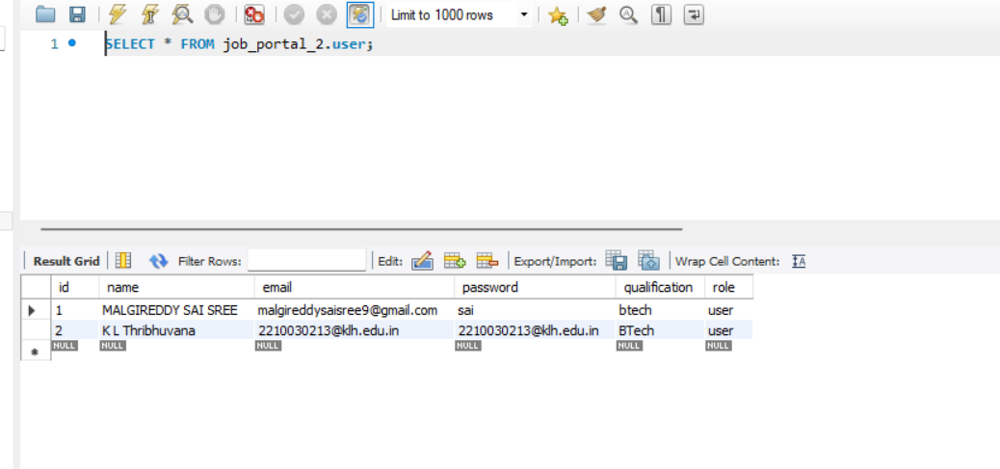 Limit to 1000 rows
1 SELECT * FROM job_portal_2.user;
Result Grid Filter Rows: Edit: Export/Import: Wrap Cell Content:
id name email password qualification role
1 MALGIREDDY SAI SREE malgireddysaisree9@gmail.com sai btech user
2 K L Thribhuvana 2210030213@klh.edu.in 2210030213@klh.edu.in BTech user
NULL NULL NULL NULL NULL NULL